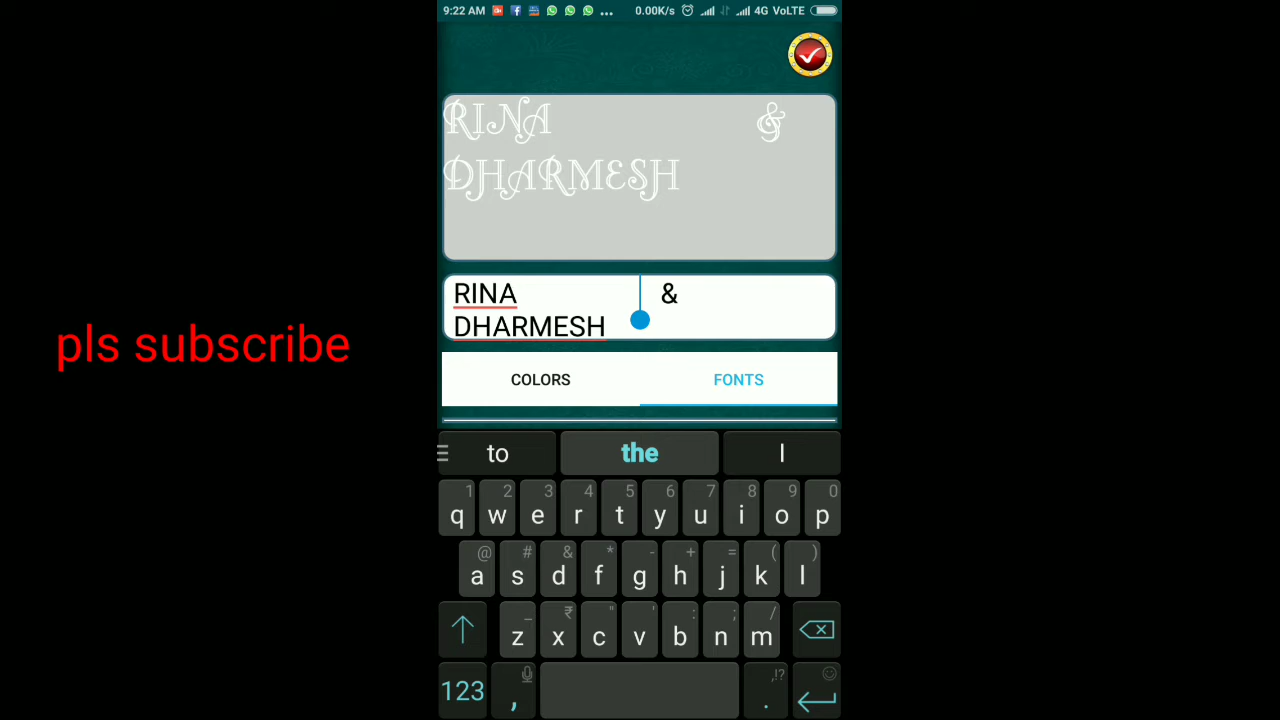 9:22 AM ... 0.00K/s 4G VoLTE
RINA &
DHARMESH
RINA &
DHARMESH
pls subscribe
COLORS FONTS
to the I
1 2 3 4 5 6 7 8 9 0
q w e r t y u i o p
@ # & * - + = ( )
a s d f g h j k l
_ ₹ " ' : ; /
z x c v b n m
,!?
123 , .